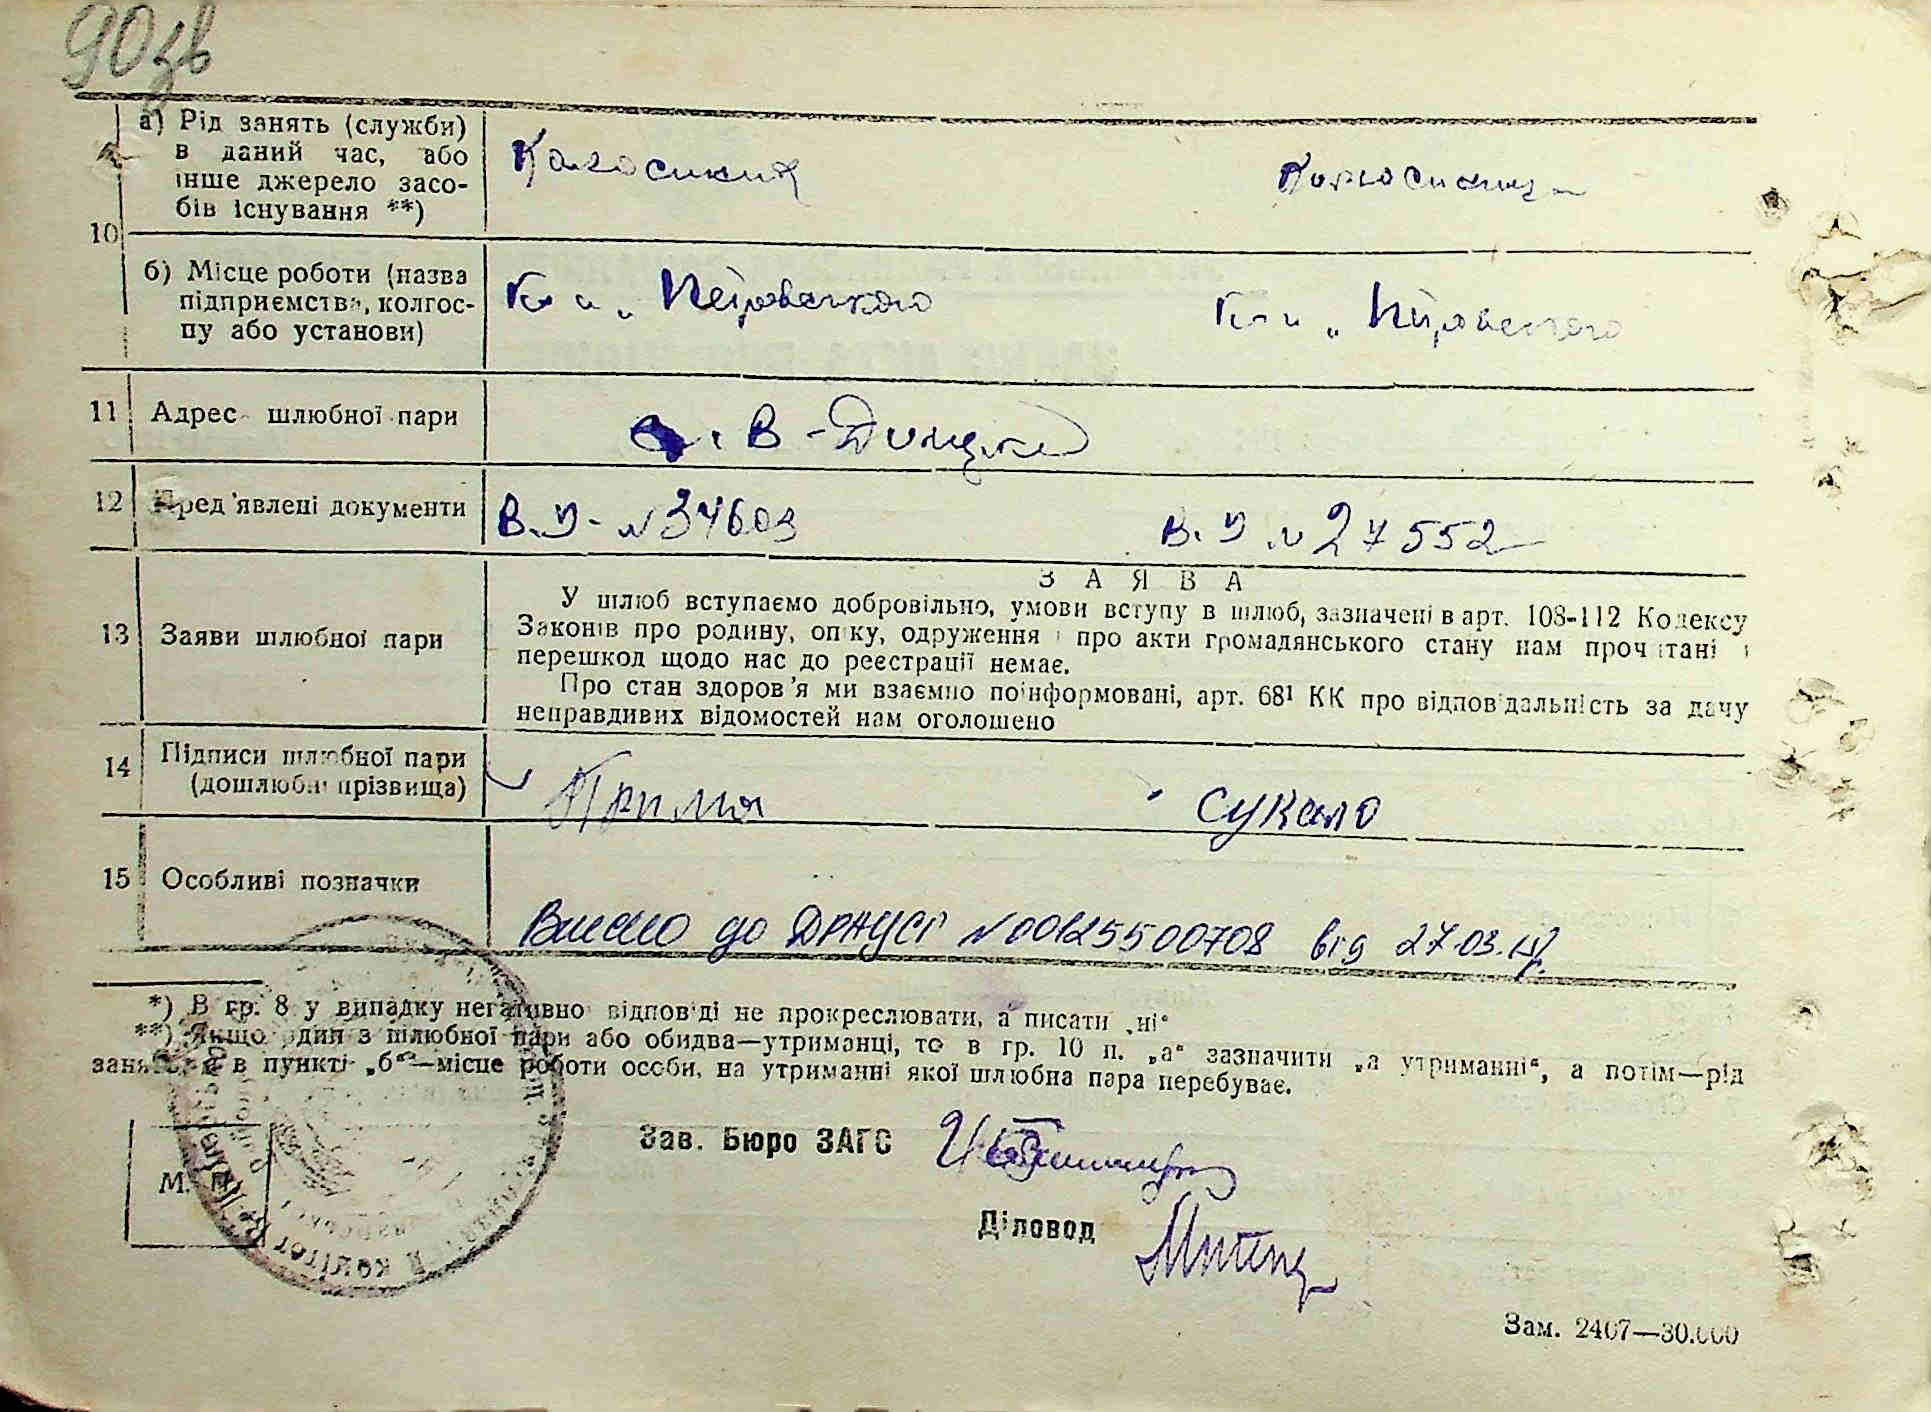 90зв
а) Рід занять (служби)
в даний час, або
інше джерело засо-
бів існування **)
Колгосник
Колгосниця
10
б) Місце роботи (назва
підприємства, колгос-
пу або установи)
"Петровського
"Петровського
11 Адрес шлюбної пари
с. В-
12 Пред'явлені документи
В.У- №34603
В.У №27552
ЗАЯВА
13 Заяви шлюбної пари
У шлюб вступаємо добровільно, умови вступу в шлюб, зазначені в арт. 108-112 Кодексу
Законів про родину, опіку, одруження і про акти громадянського стану нам прочитані і
перешкод щодо нас до реєстрації немає.
Про стан здоров'я ми взаємно поінформовані, арт. 68¹ КК про відповідальність за дачу
неправдивих відомостей нам оголошено
14 Підписи шлюбної пари
(дошлюбні прізвища)
Прима
Сукало
15 Особливі позначки
Внесено до ДРАЦСГ №00125500708 від 27.03.
*) В гр. 8 у випадку негативної відповіді не прокреслювати, а писати „ні“
**) Якщо один з шлюбної пари або обидва—утриманці, то в гр. 10 п. „а“ зазначити „а утриманні“, а потім—рід
занять, а в пункті „б“—місце роботи особи, на утриманні якої шлюбна пара перебуває.
Зав. Бюро ЗАГС
М. П.
Діловод
Зам. 2407—30.000